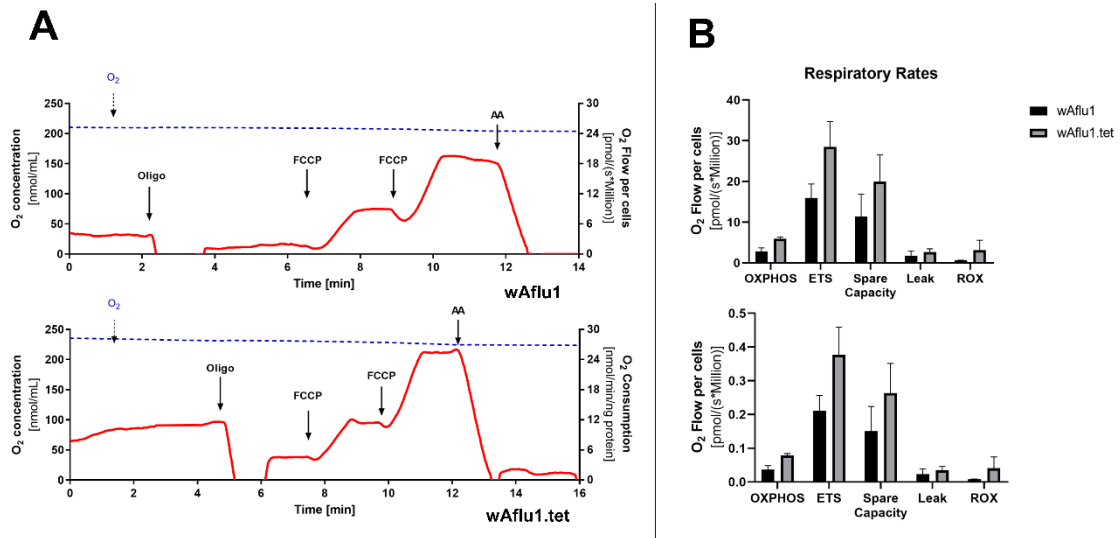 A
O₂
O₂ concentration
[nmol/mL]
250
200
150
100
50
0
Oligo
FCCP
FCCP
AA
30
24
18
12
6
0
O₂ Flow per cells
[pmol/(s*Million)]
0 2 4 6 8 10 12 14
Time [min]
wAflu1
O₂
O₂ concentration
[nmol/mL]
250
200
150
100
50
0
Oligo
FCCP
FCCP
AA
30
24
18
12
6
0
O₂ Consumption
[nmol/min/ng protein]
0 2 4 6 8 10 12 14 16
Time [min]
wAflu1.tet
B
Respiratory Rates
O₂ Flow per cells
[pmol/(s*Million)]
40
30
20
10
0
OXPHOS ETS Spare Leak ROX
Capacity
wAflu1
wAflu1.tet
O₂ Flow per cells
[pmol/(s*Million)]
0.5
0.4
0.3
0.2
0.1
0.0
OXPHOS ETS Spare Leak ROX
Capacity